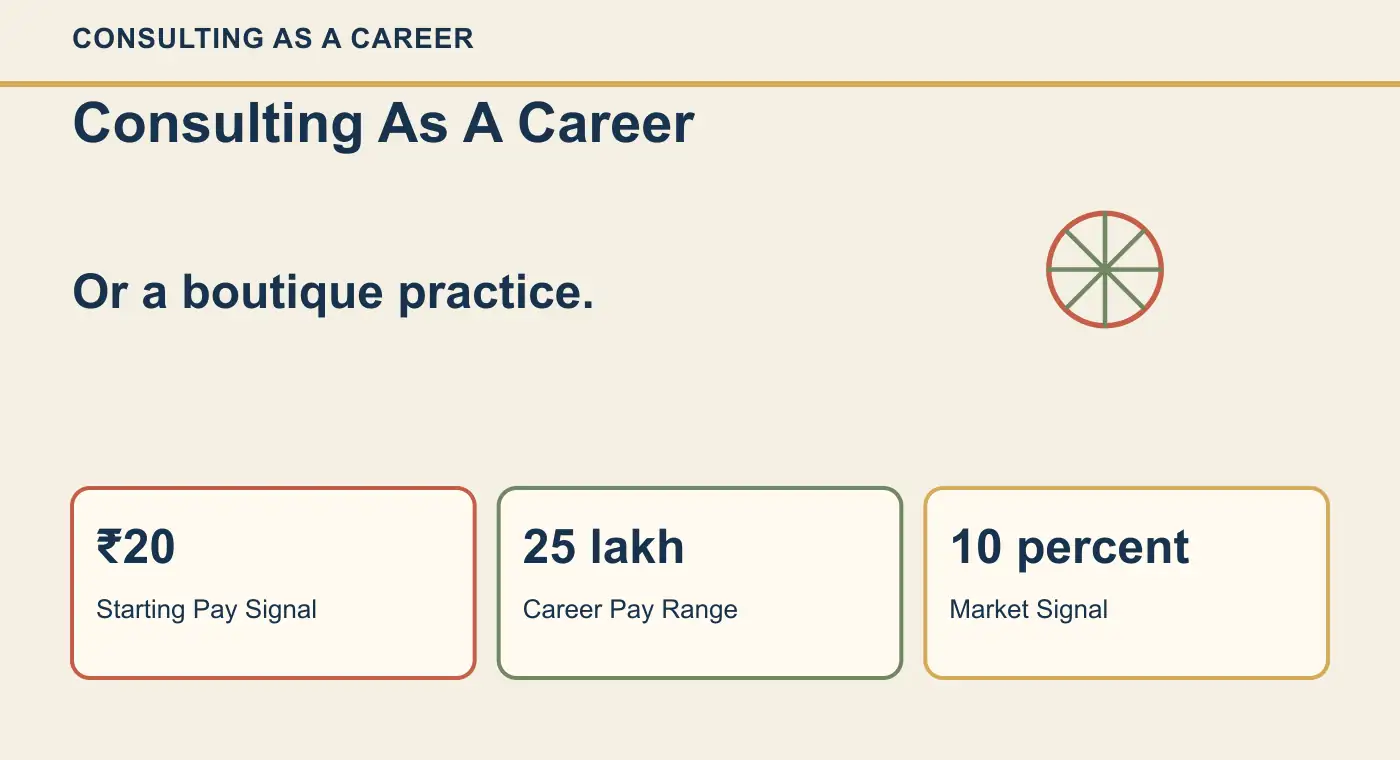 CONSULTING AS A CAREER
Consulting As A Career
Or a boutique practice.
₹20
Starting Pay Signal
25 lakh
Career Pay Range
10 percent
Market Signal